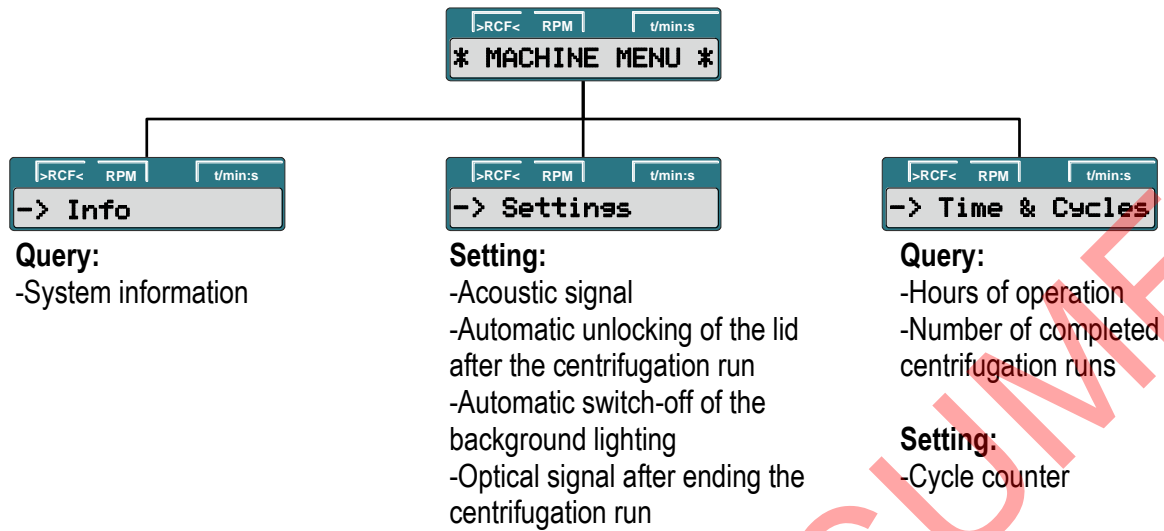 >RCF< RPM t/min:s
* MACHINE MENU *
>RCF< RPM t/min:s
-> Info
Query:
-System information
>RCF< RPM t/min:s
-> Settings
Setting:
-Acoustic signal
-Automatic unlocking of the lid
after the centrifugation run
-Automatic switch-off of the
background lighting
-Optical signal after ending the
centrifugation run
>RCF< RPM t/min:s
-> Time & Cycles
Query:
-Hours of operation
-Number of completed
centrifugation runs
Setting:
-Cycle counter